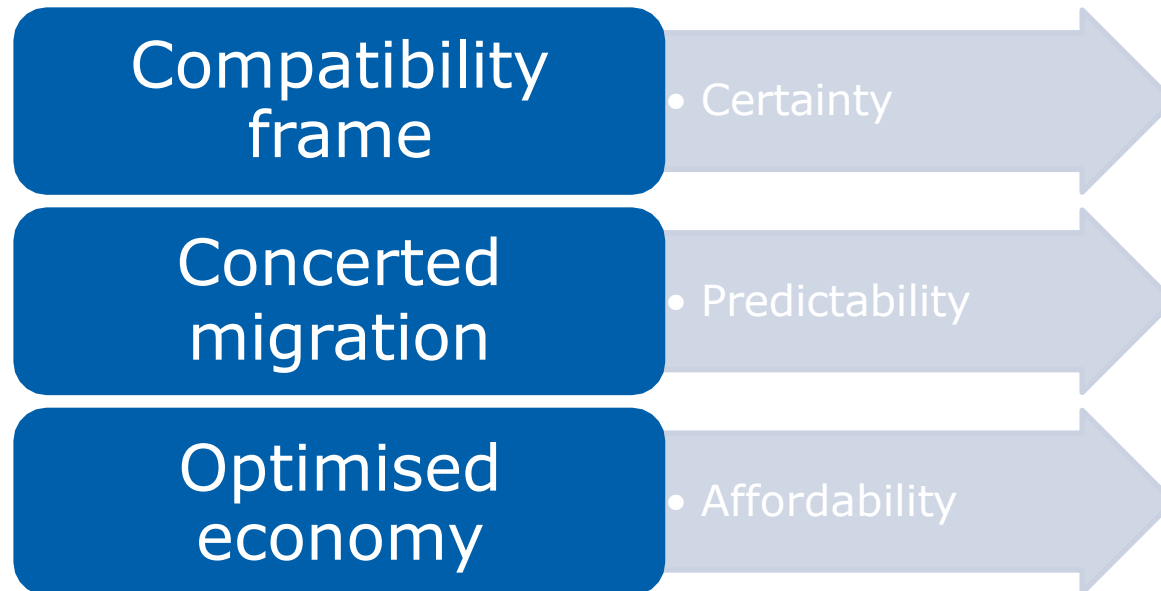 Compatibility
frame
• Certainty
Concerted
migration
• Predictability
Optimised
economy
• Affordability